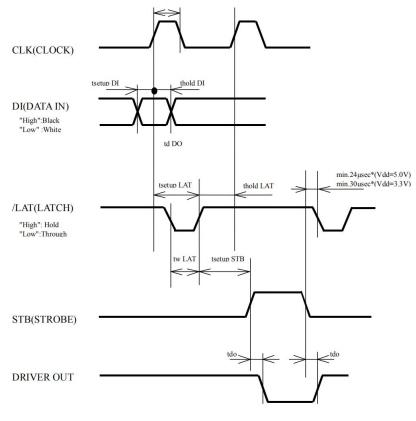 CLK(CLOCK)
tsetup DI
thold DI
DI(DATA IN)
"High":Black
"Low" :White
td DO
tsetup LAT
thold LAT
min.24μsec*(Vdd=5.0V)
min.30μsec*(Vdd=3.3V)
/LAT(LATCH)
"High": Hold
"Low":Through
tw LAT
tsetup STB
STB(STROBE)
tdo
tdo
DRIVER OUT